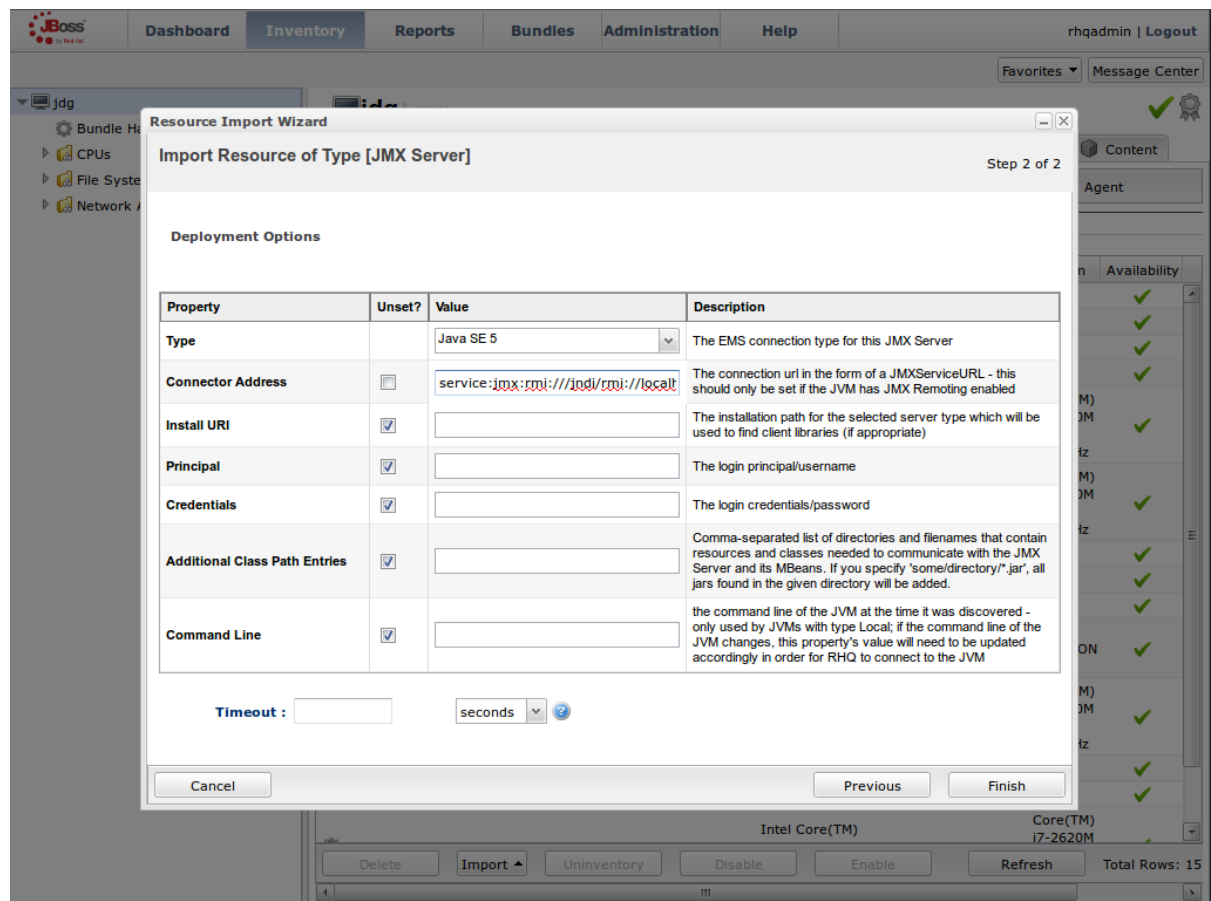 JBoss
by Red Hat
Dashboard Inventory Reports Bundles Administration Help rhqadmin | Logout
Favorites Message Center
jdg
CPUs
Content
Agent
Availability
Resource Import Wizard
Import Resource of Type [JMX Server]
Step 2 of 2
Deployment Options
Property Unset? Value Description
Type Java SE 5 The EMS connection type for this JMX Server
Connector Address service:jmx:rmi:///jndi/rmi://localh The connection url in the form of a JMXServiceURL - this
should only be set if the JVM has JMX Remoting enabled
Install URI The installation path for the selected server type which will be
used to find client libraries (if appropriate)
Principal The login principal/username
Credentials The login credentials/password
Additional Class Path Entries Comma-separated list of directories and filenames that contain
resources and classes needed to communicate with the JMX
Server and its MBeans. If you specify 'some/directory/*.jar', all
jars found in the given directory will be added.
Command Line the command line of the JVM at the time it was discovered -
only used by JVMs with type Local; if the command line of the
JVM changes, this property's value will need to be updated
accordingly in order for RHQ to connect to the JVM
Timeout : seconds
Cancel Previous Finish
Intel Core(TM) Core(TM)
i7-2620M
Delete Import Uninventory Disable Enable Refresh Total Rows: 15